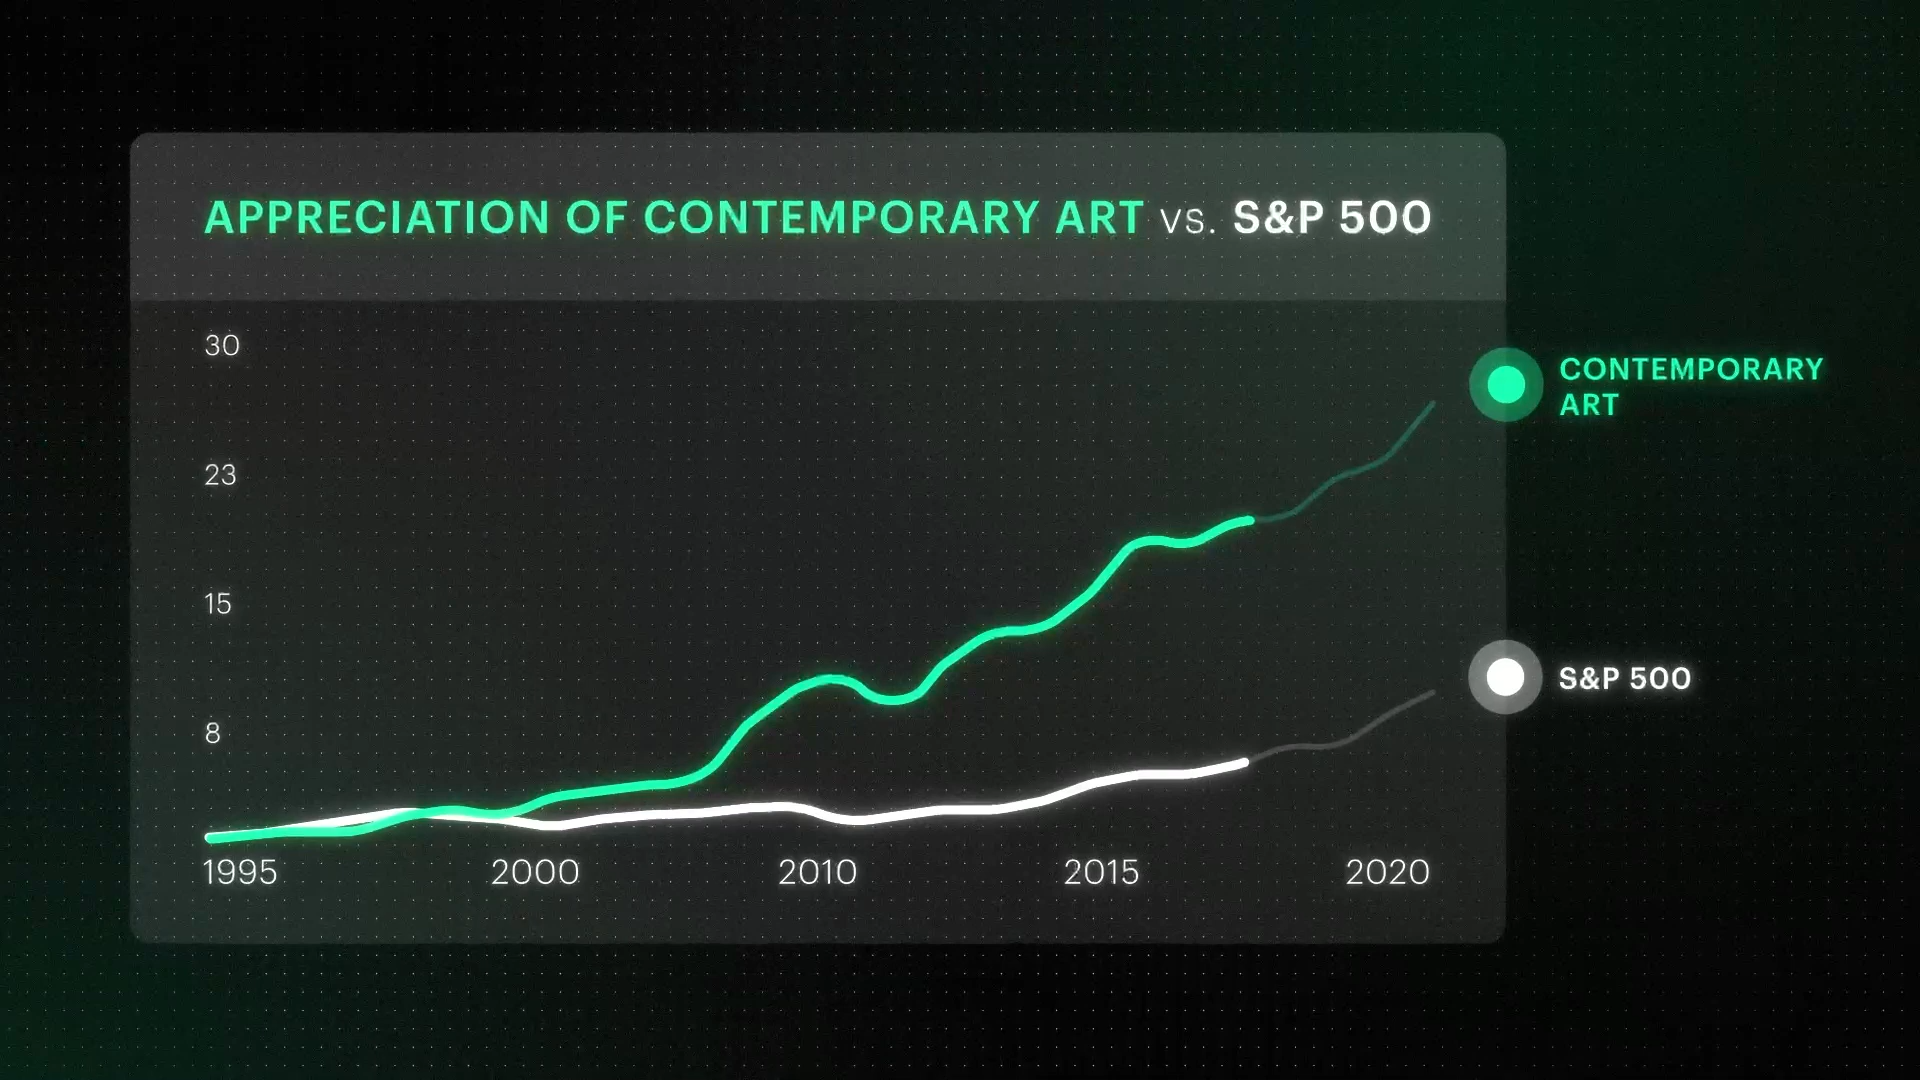 APPRECIATION OF CONTEMPORARY ART VS. S&P 500
30
CONTEMPORARY
ART
23
15
S&P 500
8
1995 2000 2010 2015 2020